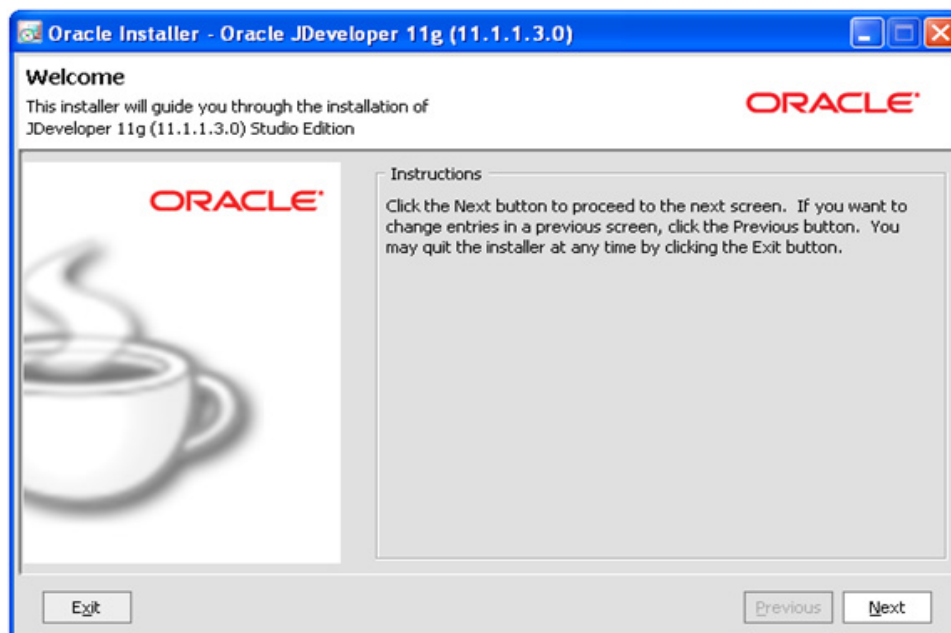 Oracle Installer - Oracle JDeveloper 11g (11.1.1.3.0)
Welcome
This installer will guide you through the installation of
JDeveloper 11g (11.1.1.3.0) Studio Edition
ORACLE
ORACLE
Instructions
Click the Next button to proceed to the next screen. If you want to
change entries in a previous screen, click the Previous button. You
may quit the installer at any time by clicking the Exit button.
Exit
Previous
Next